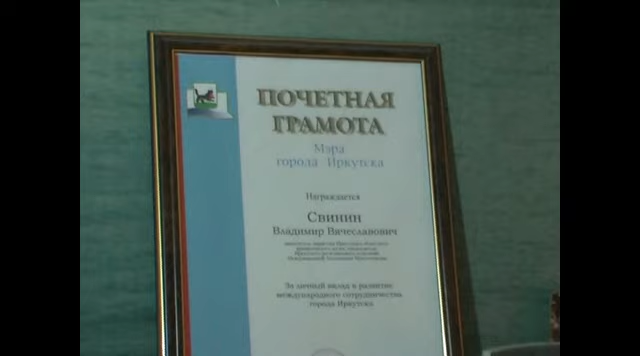 ПОЧЕТНАЯ
ГРАМОТА
Мэра
города Иркутска
Награждается
Свинин
Владимир Вячеславович
За личный вклад в развитие
международного сотрудничества
города Иркутска